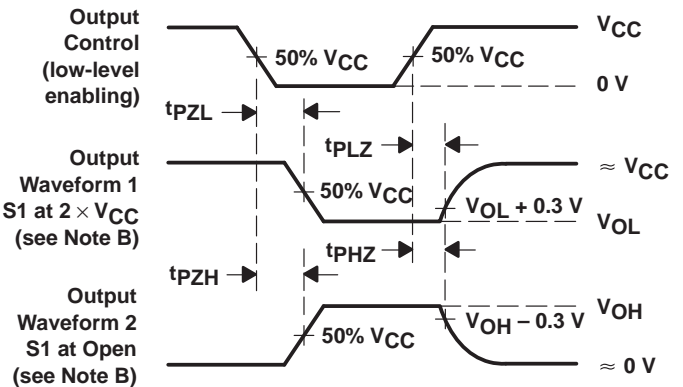 Output
Control
(low-level
enabling)
50% VCC
50% VCC
VCC
0 V
tPZL
tPLZ
Output
Waveform 1
S1 at 2 × VCC
(see Note B)
50% VCC
VOL + 0.3 V
≈ VCC
VOL
tPZH
tPHZ
Output
Waveform 2
S1 at Open
(see Note B)
50% VCC
VOH – 0.3 V
VOH
≈ 0 V